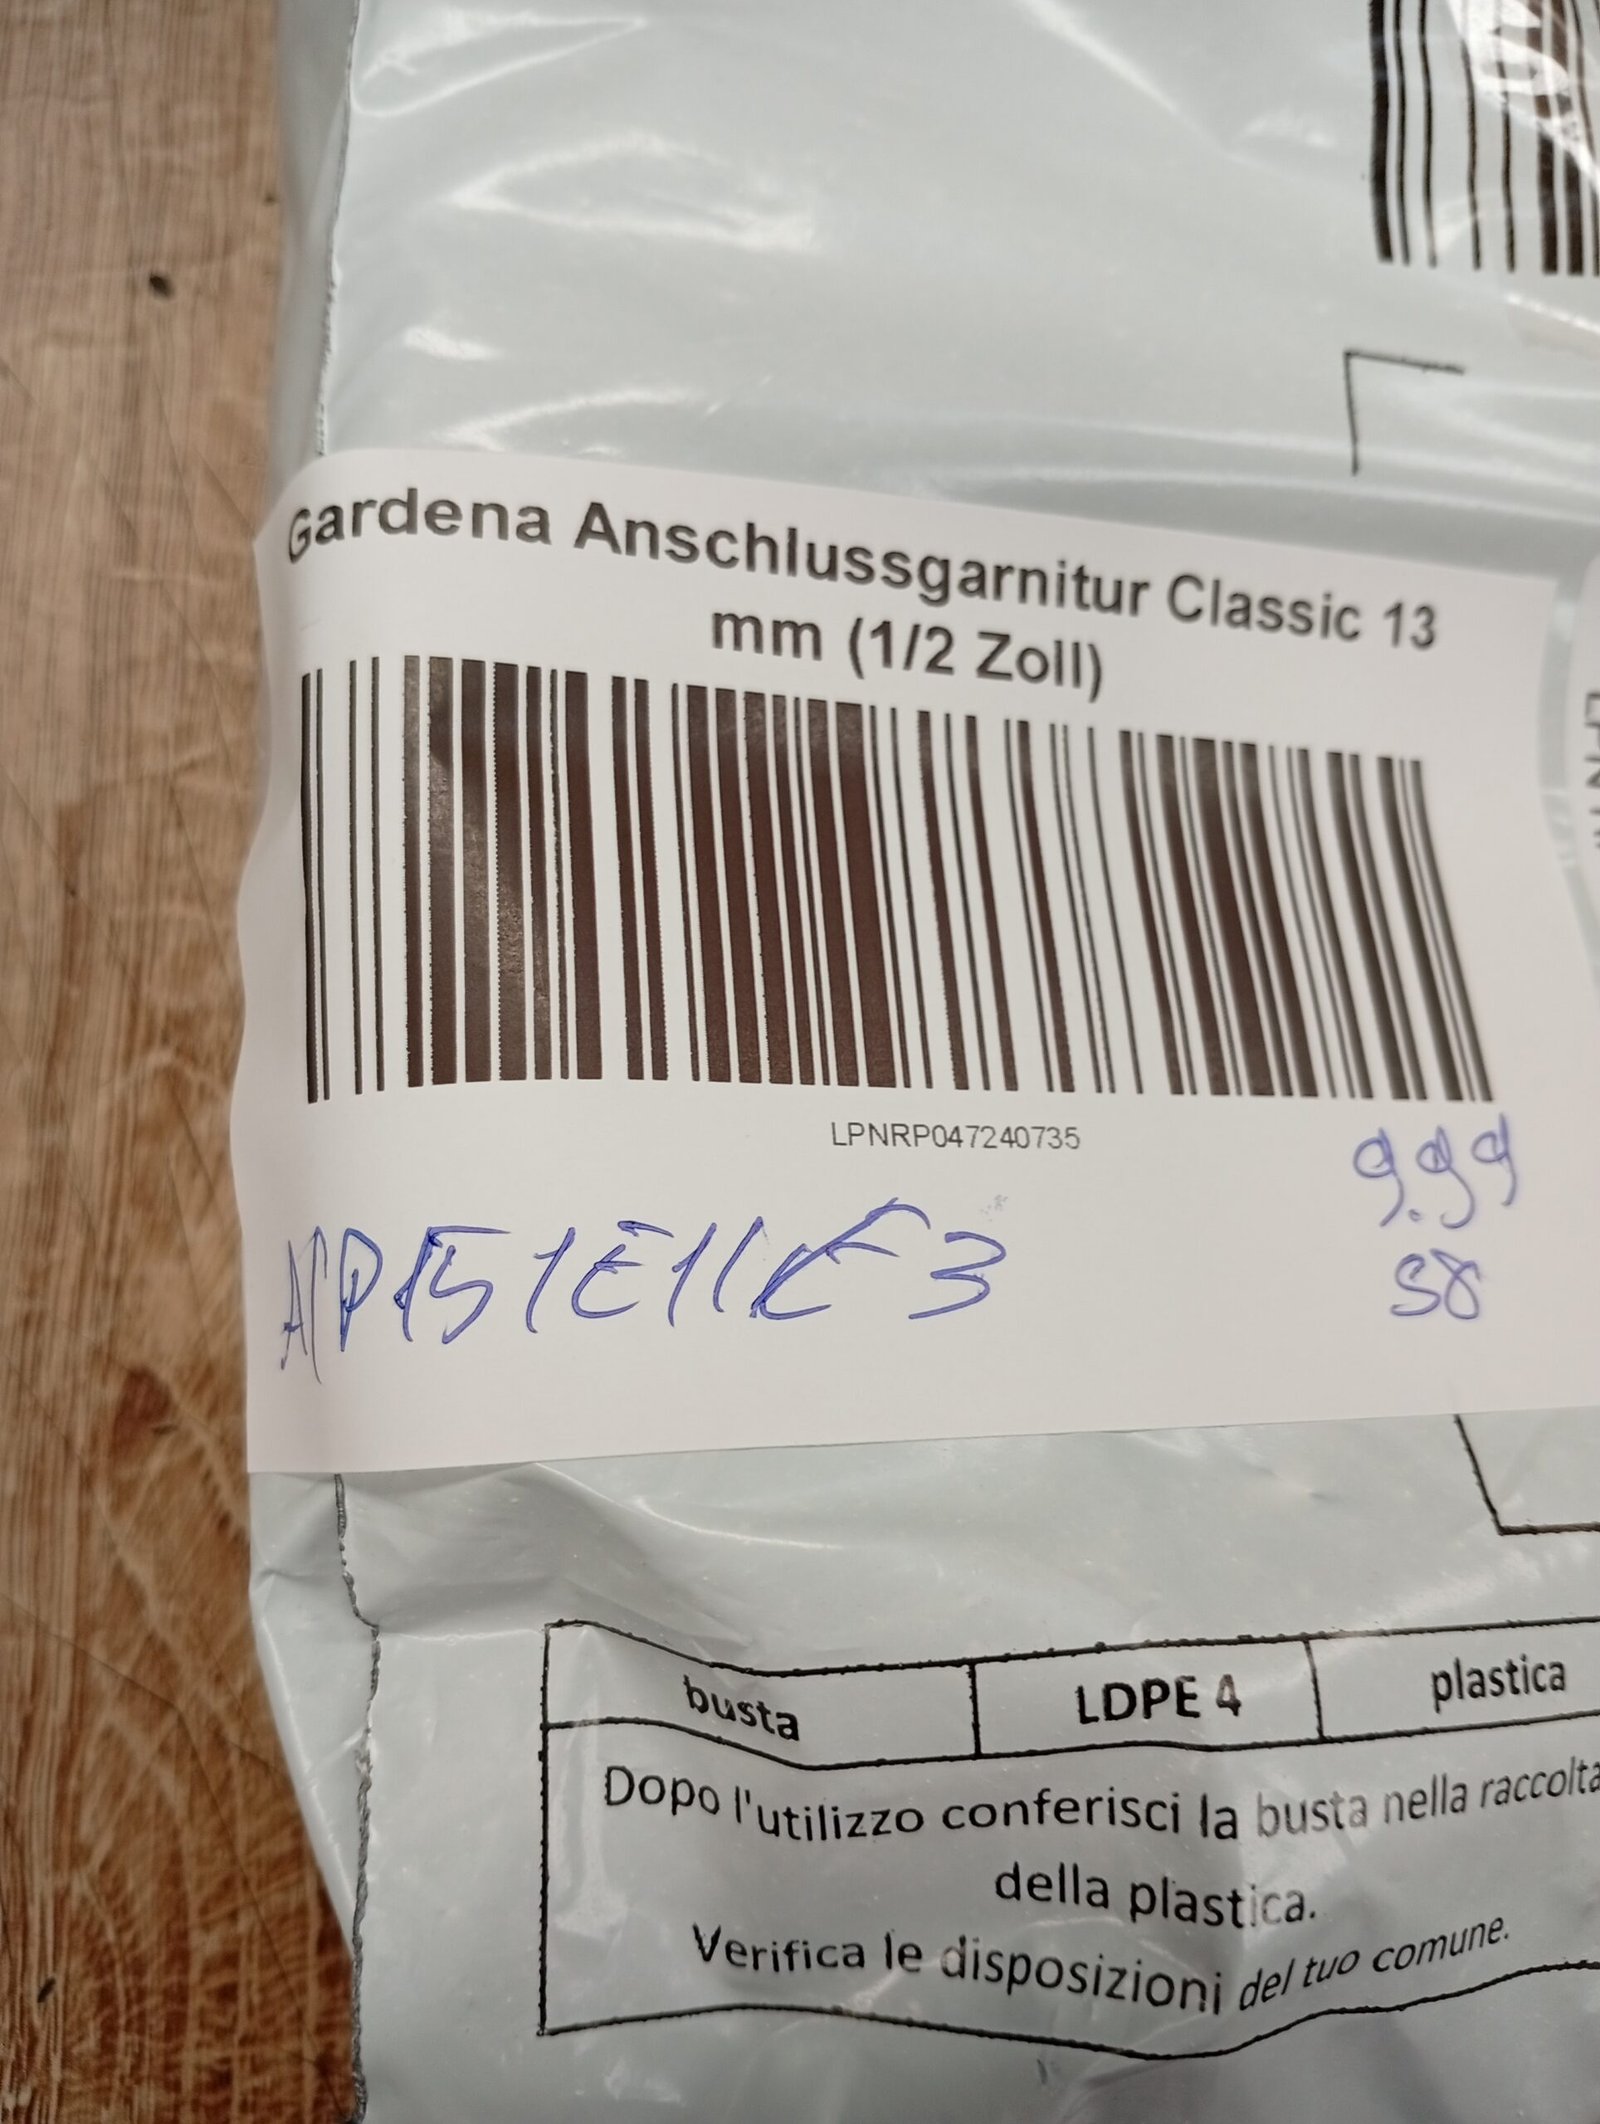 Gardena Anschlussgarnitur Classic 13
mm (1/2 Zoll)
LPNRP047240735
9.99
S8
busta
LDPE 4
plastica
Dopo l'utilizzo conferisci la busta nella raccolta
della plastica.
Verifica le disposizioni del tuo comune.